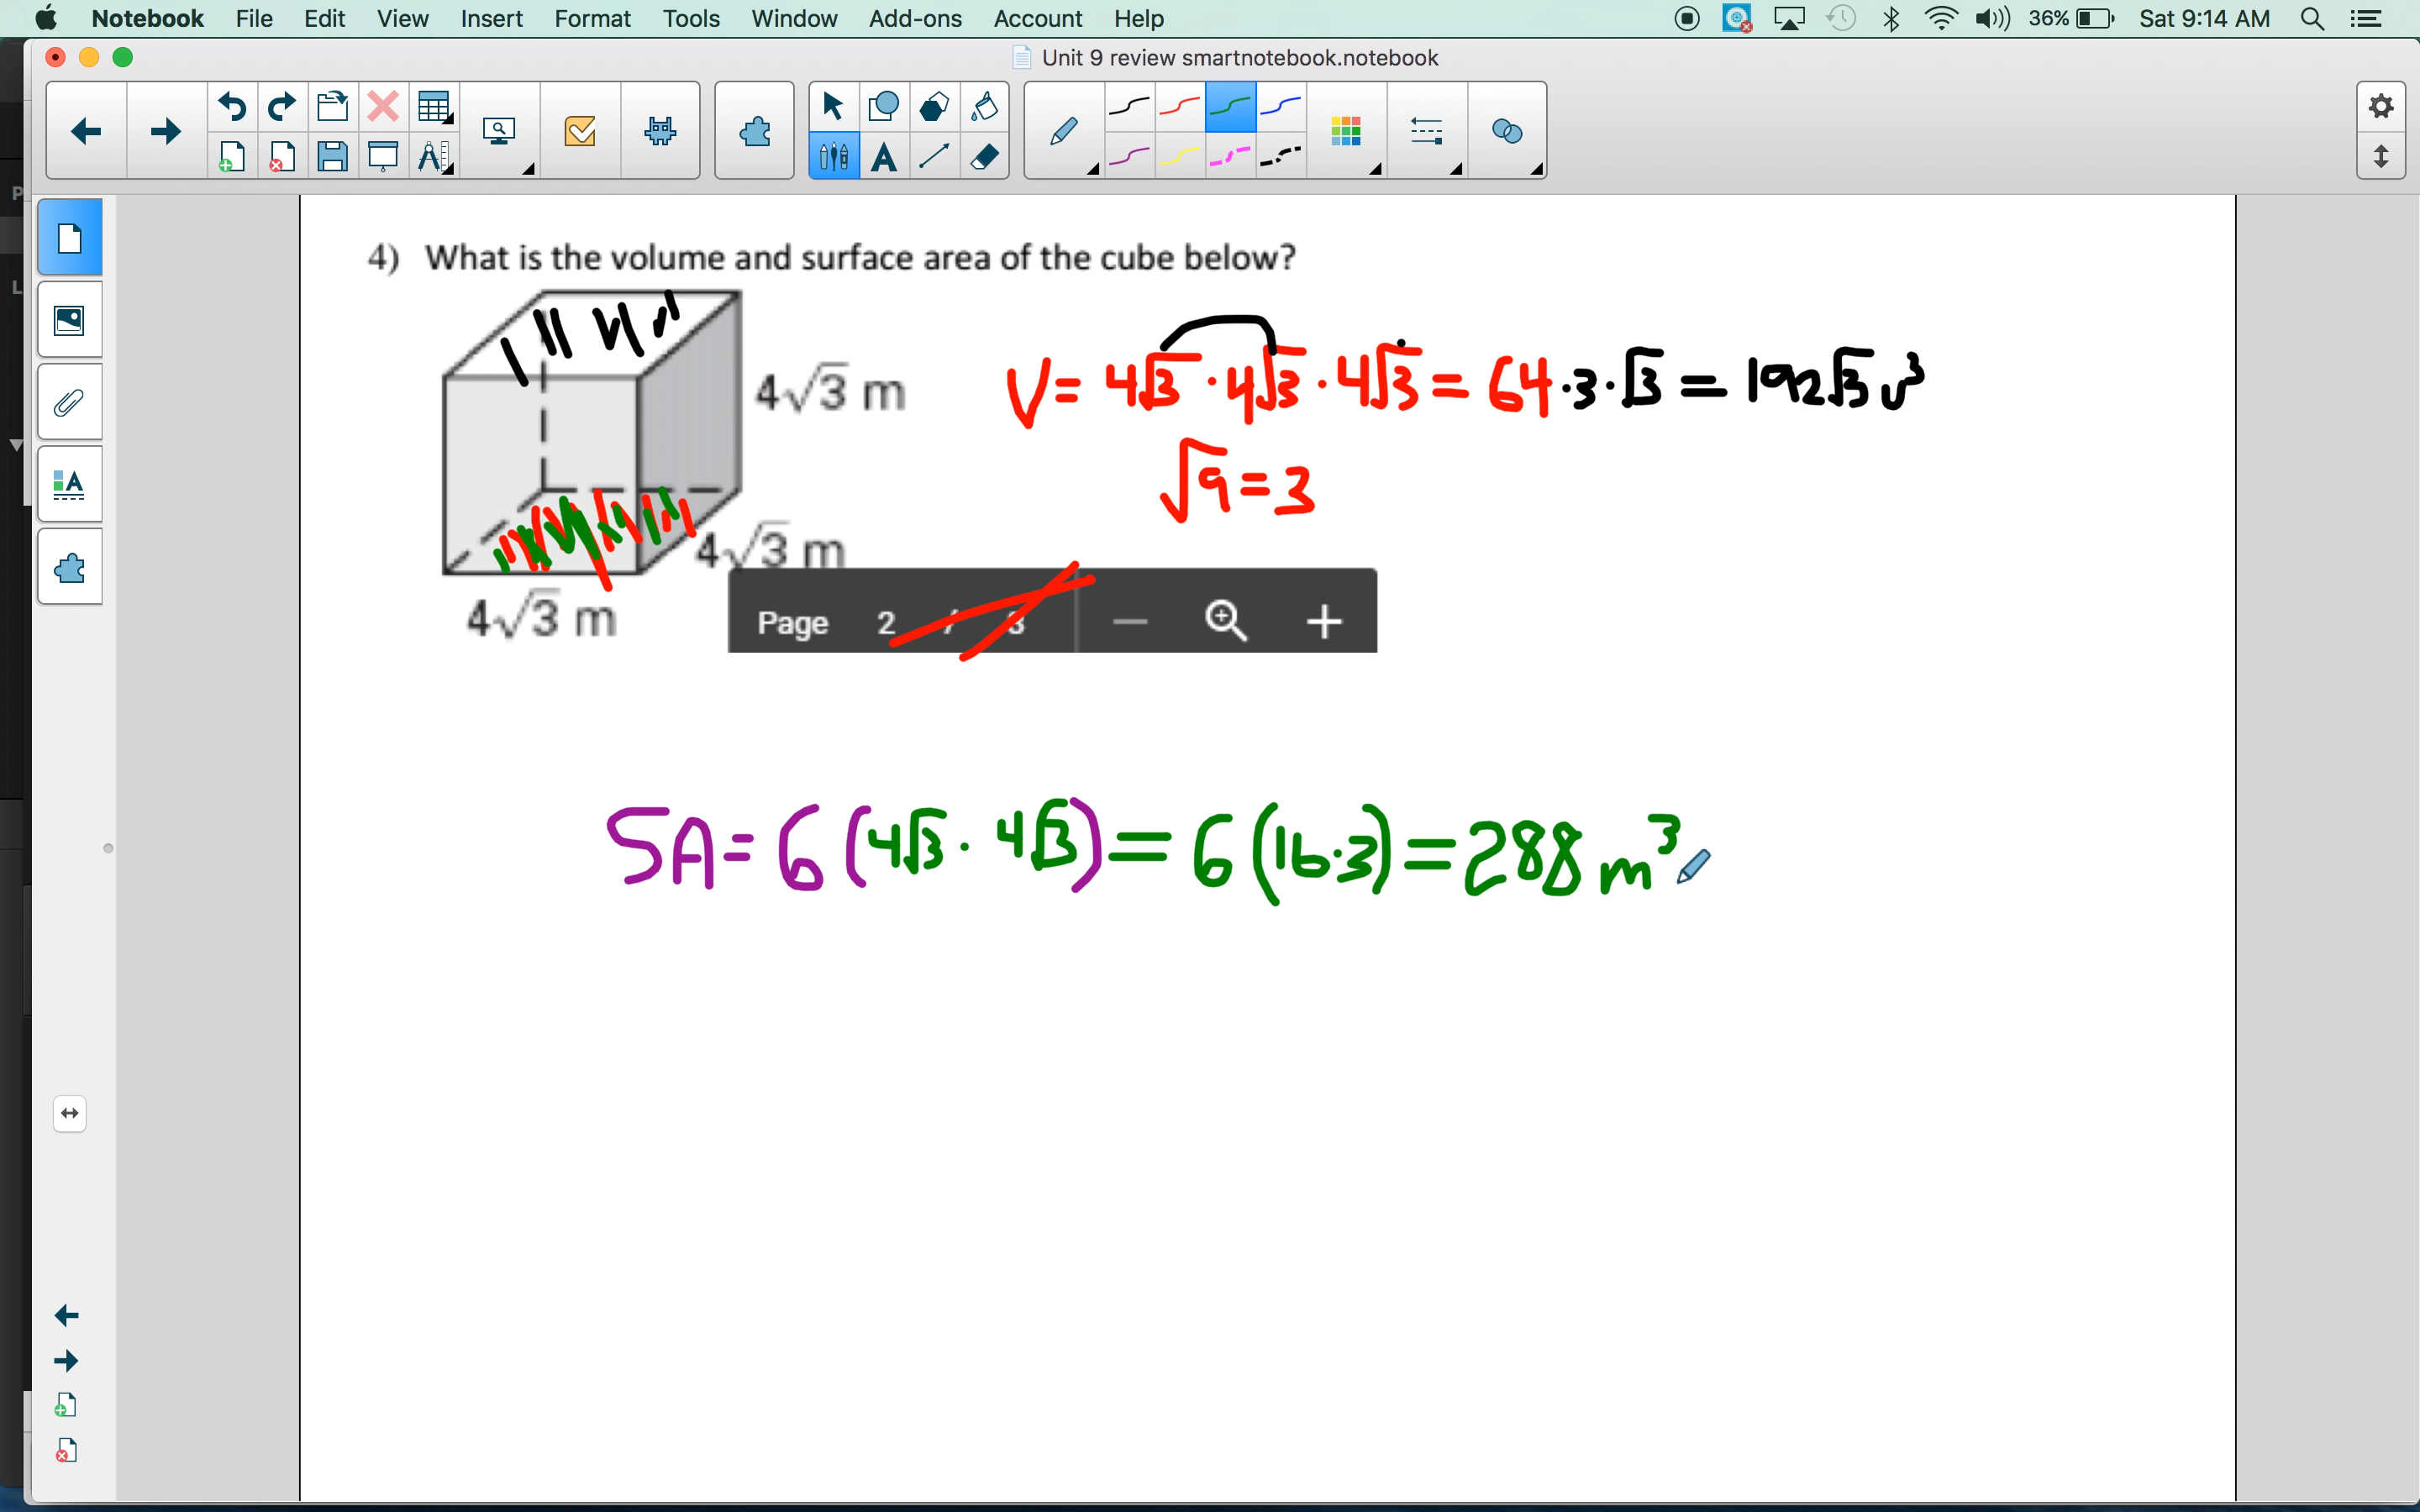 Notebook File Edit View Insert Format Tools Window Add-ons Account Help 36% Sat 9:14 AM
Unit 9 review smartnotebook.notebook
A
P
L
A
4) What is the volume and surface area of the cube below?
4√3 m
V = 4√3 · 4√3 · 4√3 = 64 · 3 · √3 = 192√3 u³
√9 = 3
4√3 m
4√3 m
Page 2 / 3 — +
SA = 6 (4√3 · 4√3) = 6 (16·3) = 288 m³